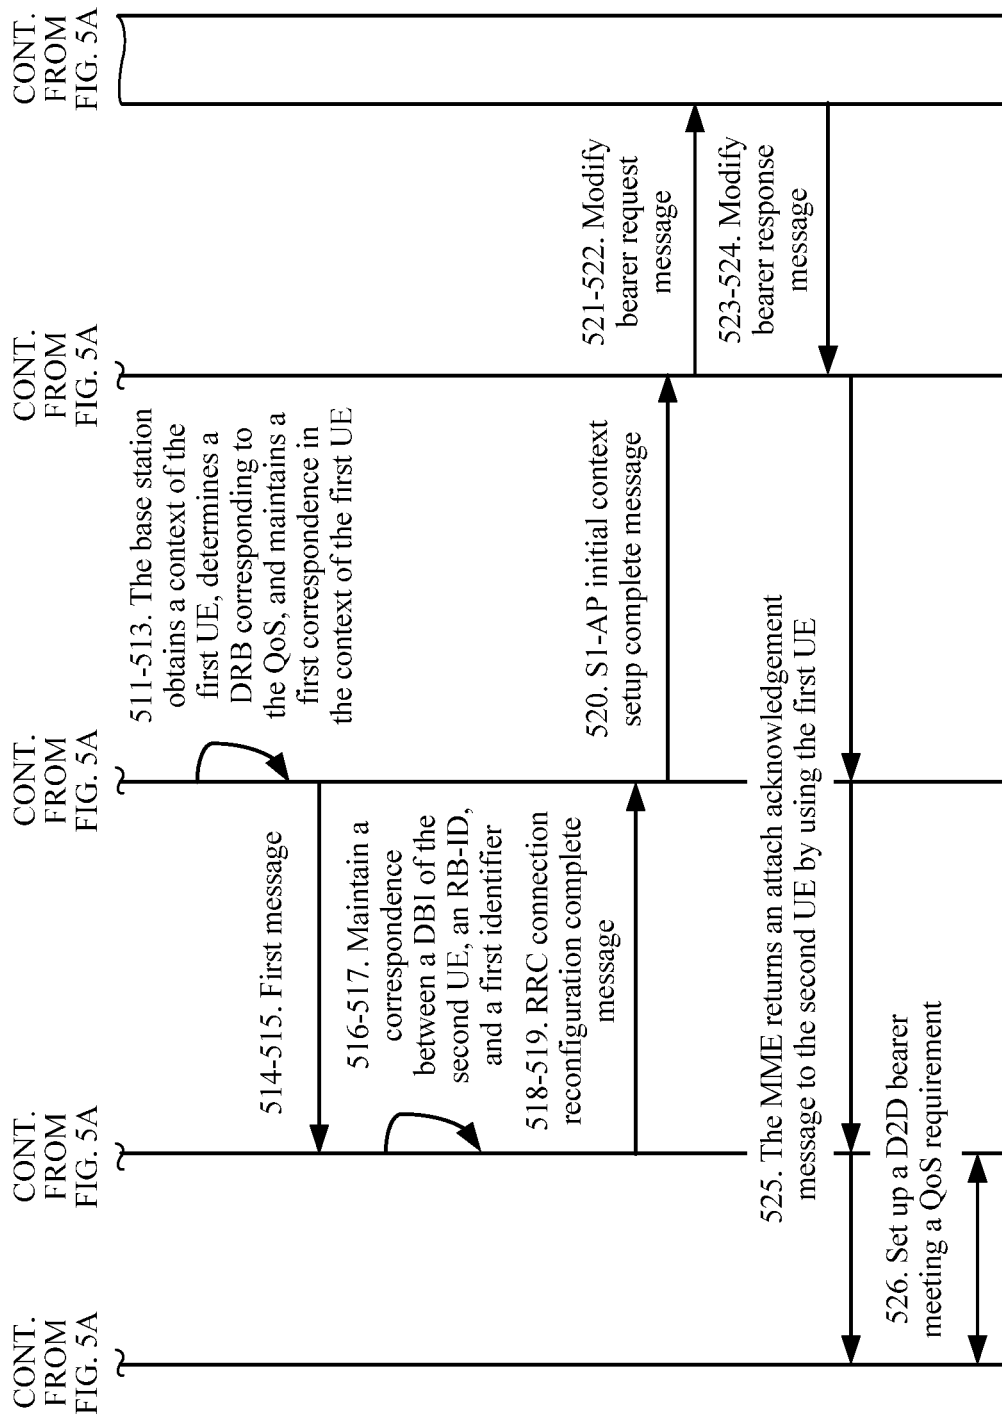 CONT.
FROM
FIG. 5A
CONT.
FROM
FIG. 5A
CONT.
FROM
FIG. 5A
CONT.
FROM
FIG. 5A
CONT.
FROM
FIG. 5A
511-513. The base station
obtains a context of the
first UE, determines a
DRB corresponding to
the QoS, and maintains a
first correspondence in
the context of the first UE
514-515. First message
516-517. Maintain a
correspondence
between a DBI of the
second UE, an RB-ID,
and a first identifier
518-519. RRC connection
reconfiguration complete
message
520. S1-AP initial context
setup complete message
521-522. Modify
bearer request
message
523-524. Modify
bearer response
message
525. The MME returns an attach acknowledgement
message to the second UE by using the first UE
526. Set up a D2D bearer
meeting a QoS requirement